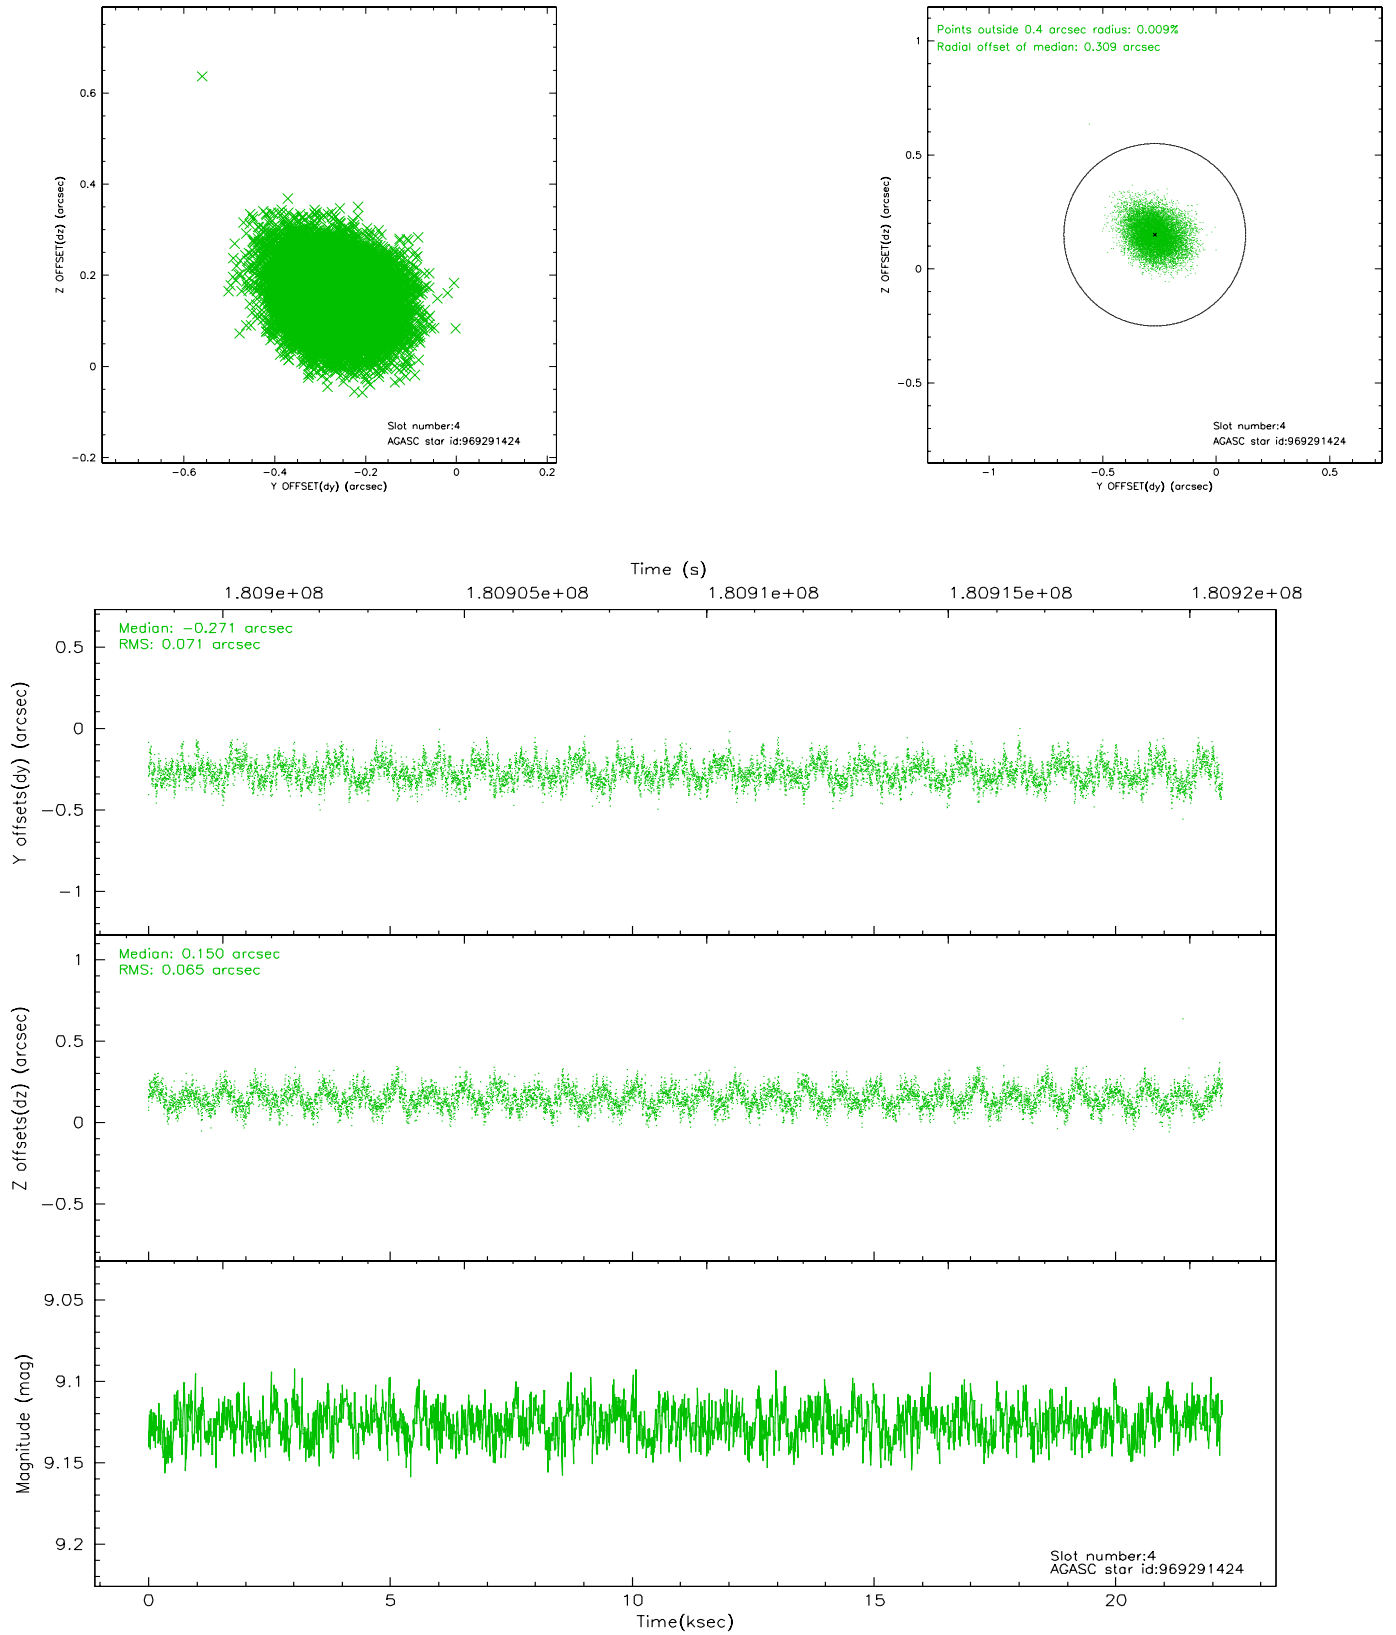 0.6
0.4
0.2
0
−0.2
−0.6
−0.4
−0.2
0
0.2
Z OFFSET(dz) (arcsec)
Y OFFSET(dy) (arcsec)
Slot number:4
AGASC star id:969291424
Points outside 0.4 arcsec radius: 0.009%
Radial offset of median: 0.309 arcsec
1
0.5
0
−0.5
−1
−0.5
0
0.5
Z OFFSET(dz) (arcsec)
Y OFFSET(dy) (arcsec)
Slot number:4
AGASC star id:969291424
Time (s)
1.809e+08
1.80905e+08
1.8091e+08
1.80915e+08
1.8092e+08
Median: −0.271 arcsec
RMS: 0.071 arcsec
0.5
0
−0.5
−1
Y offsets(dy) (arcsec)
Median: 0.150 arcsec
RMS: 0.065 arcsec
1
0.5
0
−0.5
Z offsets(dz) (arcsec)
9.05
9.1
9.15
9.2
Magnitude (mag)
Slot number:4
AGASC star id:969291424
0
5
10
15
20
Time(ksec)